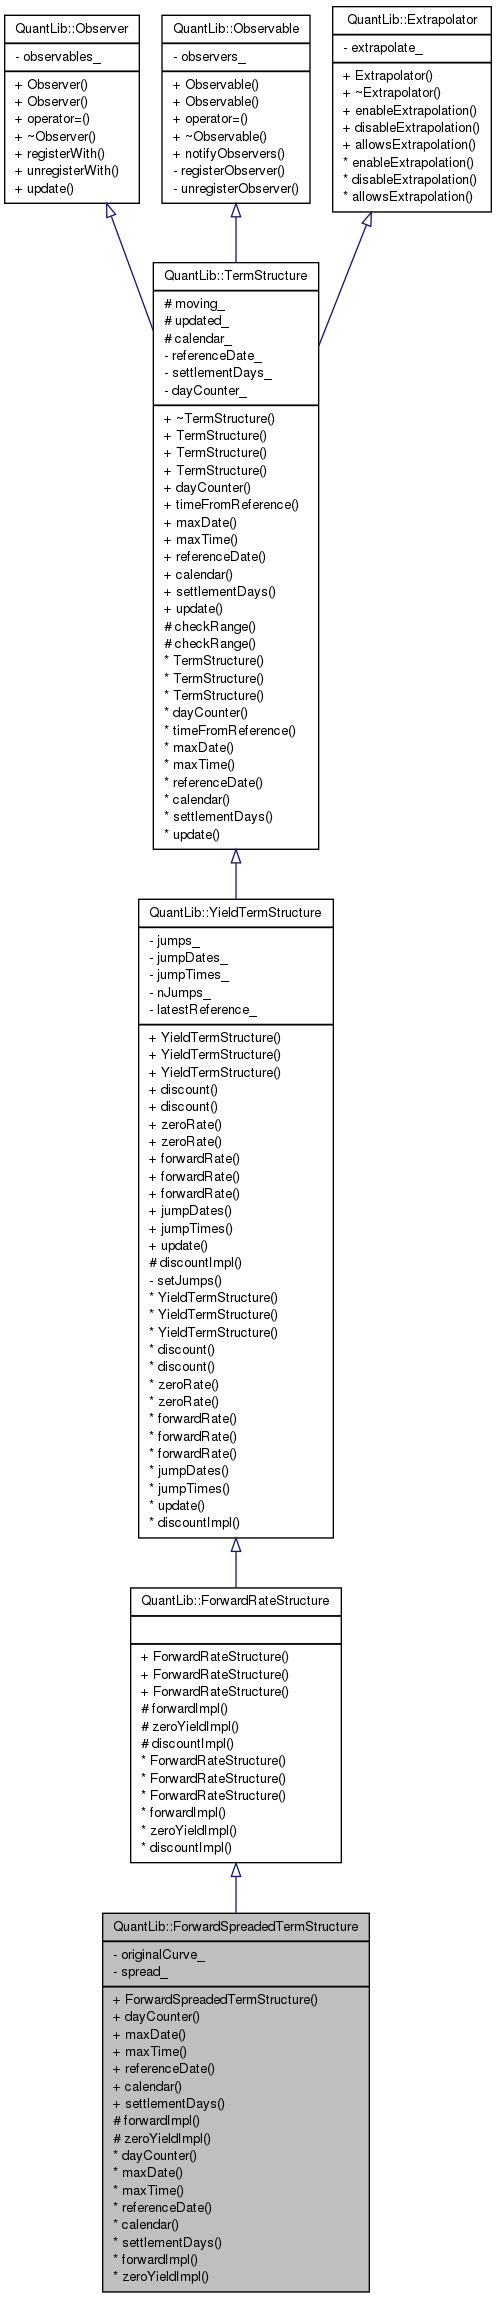 QuantLib::Observer
- observables_
+ Observer()
+ Observer()
+ operator=()
+ ~Observer()
+ registerWith()
+ unregisterWith()
+ update()
QuantLib::Observable
- observers_
+ Observable()
+ Observable()
+ operator=()
+ ~Observable()
+ notifyObservers()
- registerObserver()
- unregisterObserver()
QuantLib::Extrapolator
- extrapolate_
+ Extrapolator()
+ ~Extrapolator()
+ enableExtrapolation()
+ disableExtrapolation()
+ allowsExtrapolation()
* enableExtrapolation()
* disableExtrapolation()
* allowsExtrapolation()
QuantLib::TermStructure
# moving_
# updated_
# calendar_
- referenceDate_
- settlementDays_
- dayCounter_
+ ~TermStructure()
+ TermStructure()
+ TermStructure()
+ TermStructure()
+ dayCounter()
+ timeFromReference()
+ maxDate()
+ maxTime()
+ referenceDate()
+ calendar()
+ settlementDays()
+ update()
# checkRange()
# checkRange()
* TermStructure()
* TermStructure()
* TermStructure()
* dayCounter()
* timeFromReference()
* maxDate()
* maxTime()
* referenceDate()
* calendar()
* settlementDays()
* update()
QuantLib::YieldTermStructure
- jumps_
- jumpDates_
- jumpTimes_
- nJumps_
- latestReference_
+ YieldTermStructure()
+ YieldTermStructure()
+ YieldTermStructure()
+ discount()
+ discount()
+ zeroRate()
+ zeroRate()
+ forwardRate()
+ forwardRate()
+ forwardRate()
+ jumpDates()
+ jumpTimes()
+ update()
# discountImpl()
- setJumps()
* YieldTermStructure()
* YieldTermStructure()
* YieldTermStructure()
* discount()
* discount()
* zeroRate()
* zeroRate()
* forwardRate()
* forwardRate()
* forwardRate()
* jumpDates()
* jumpTimes()
* update()
* discountImpl()
QuantLib::ForwardRateStructure
+ ForwardRateStructure()
+ ForwardRateStructure()
+ ForwardRateStructure()
# forwardImpl()
# zeroYieldImpl()
# discountImpl()
* ForwardRateStructure()
* ForwardRateStructure()
* ForwardRateStructure()
* forwardImpl()
* zeroYieldImpl()
* discountImpl()
QuantLib::ForwardSpreadedTermStructure
- originalCurve_
- spread_
+ ForwardSpreadedTermStructure()
+ dayCounter()
+ maxDate()
+ maxTime()
+ referenceDate()
+ calendar()
+ settlementDays()
# forwardImpl()
# zeroYieldImpl()
* dayCounter()
* maxDate()
* maxTime()
* referenceDate()
* calendar()
* settlementDays()
* forwardImpl()
* zeroYieldImpl()